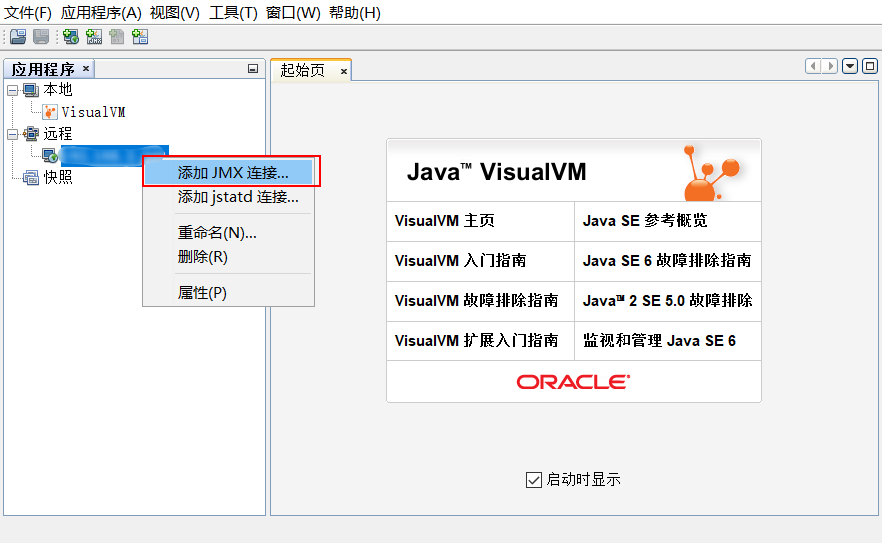 文件(F) 应用程序(A) 视图(V) 工具(T) 窗口(W) 帮助(H)
应用程序
本地
VisualVM
远程
快照
添加 JMX 连接...
添加 jstatd 连接...
重命名(N)...
删除(R)
属性(P)
起始页
Java™ VisualVM
VisualVM 主页
Java SE 参考概览
VisualVM 入门指南
Java SE 6 故障排除指南
VisualVM 故障排除指南
Java™ 2 SE 5.0 故障排除
VisualVM 扩展入门指南
监视和管理 Java SE 6
ORACLE
启动时显示